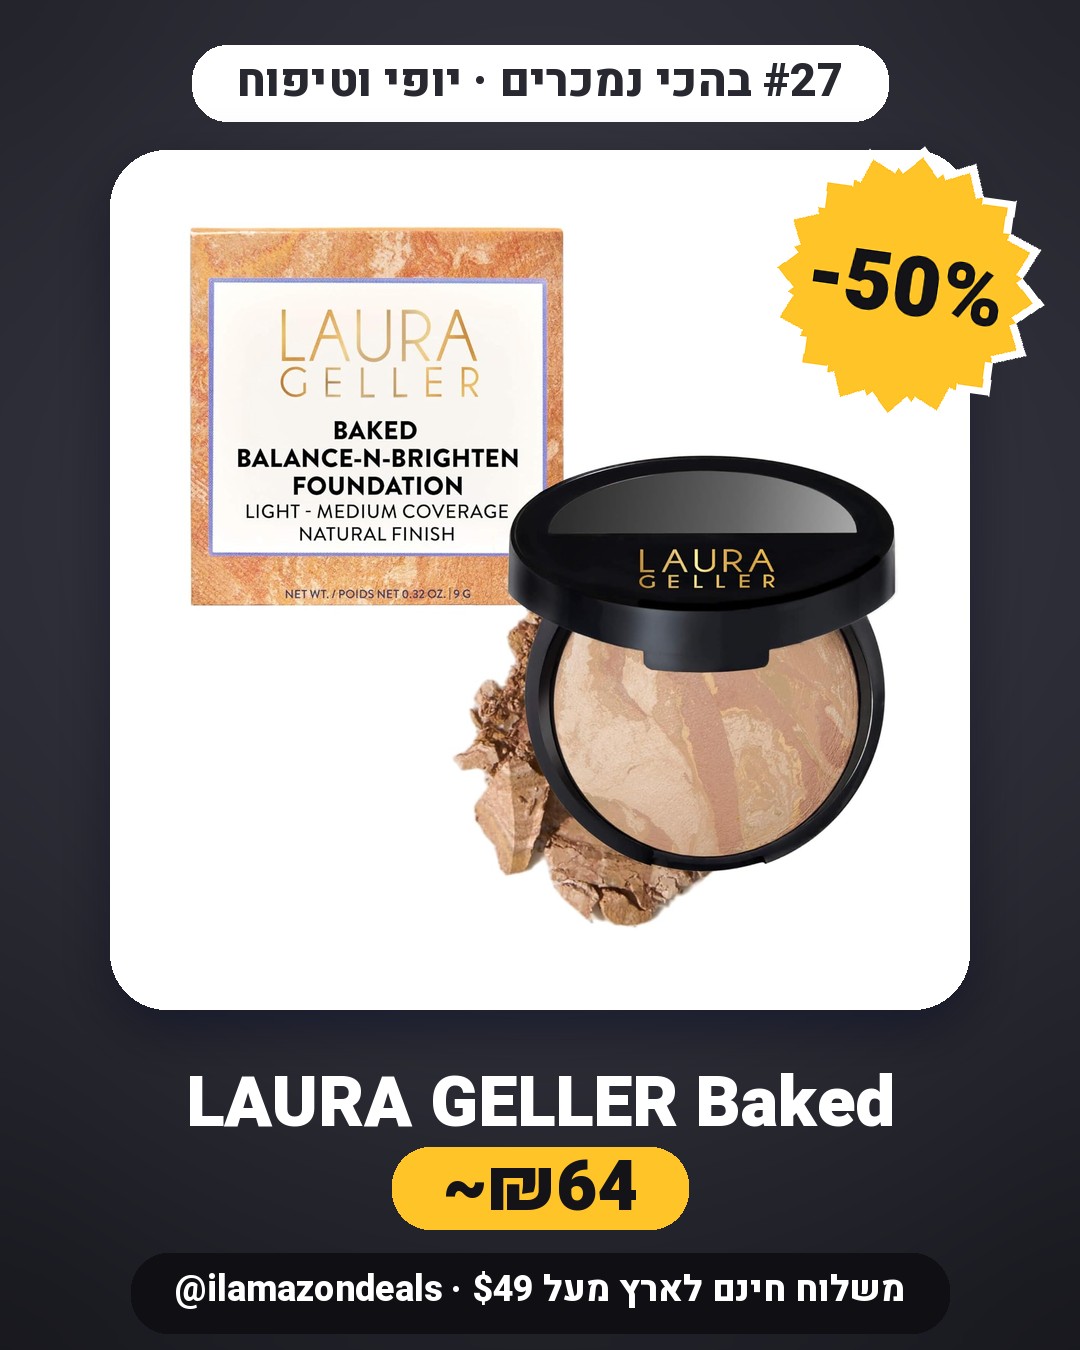 #27 בהכי נמכרים · יופי וטיפוח
-50%
LAURA
GELLER
BAKED
BALANCE-N-BRIGHTEN
FOUNDATION
LIGHT - MEDIUM COVERAGE
NATURAL FINISH
NET WT. / POIDS NET 0.32 OZ. | 9 G
LAURA
GELLER
LAURA GELLER Baked
~₪64
משלוח חינם לארץ מעל $49 · @ilamazondeals